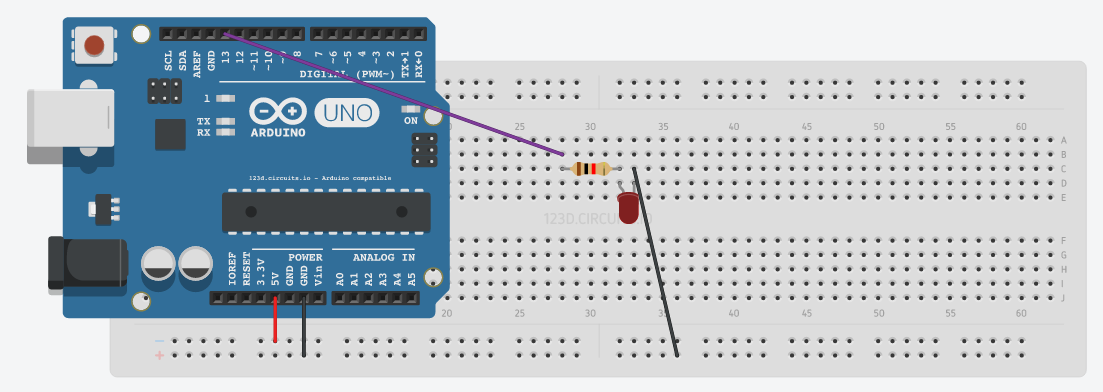 SCL
SDA
AREF
GND
13
12
~11
~10
~9
8
7
~6
~5
4
~3
2
TX→1
RX←0
DIGITAL (PWM~)
1
TX
RX
ARDUINO
UNO
ON
123d.circuits.io - Arduino compatible
POWER
ANALOG IN
IOREF
RESET
3.3V
5V
GND
GND
Vin
A0
A1
A2
A3
A4
A5
20 25 30 35 40 45 50 55 60
A
B
C
D
E
123D.CIRCU
F
G
H
I
J
20 25 30 35 40 45 50 55 60
−
+